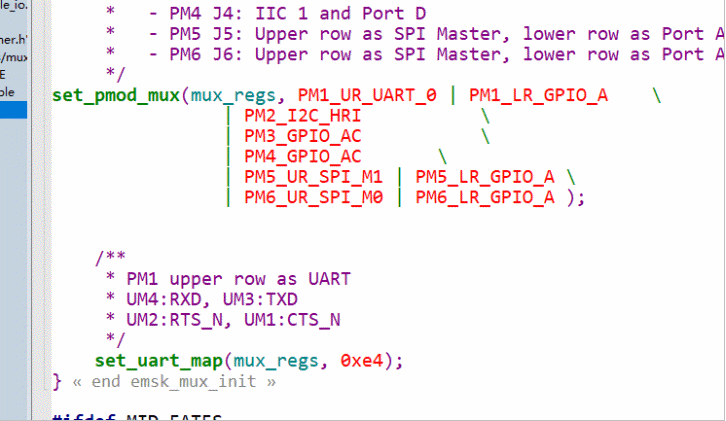 le_io.
*   - PM4 J4: IIC 1 and Port D
*   - PM5 J5: Upper row as SPI Master, lower row as Port A
ner.h'
*   - PM6 J6: Upper row as SPI Master, lower row as Port A
/mux
*/
E
set_pmod_mux(mux_regs, PM1_UR_UART_0 | PM1_LR_GPIO_A    \
ple
| PM2_I2C_HRI           \
| PM3_GPIO_AC           \
| PM4_GPIO_AC       \
| PM5_UR_SPI_M1 | PM5_LR_GPIO_A \
| PM6_UR_SPI_M0 | PM6_LR_GPIO_A );
/**
* PM1 upper row as UART
* UM4:RXD, UM3:TXD
* UM2:RTS_N, UM1:CTS_N
*/
set_uart_map(mux_regs, 0xe4);
} « end emsk_mux_init »
#ifdef MID_FATFS